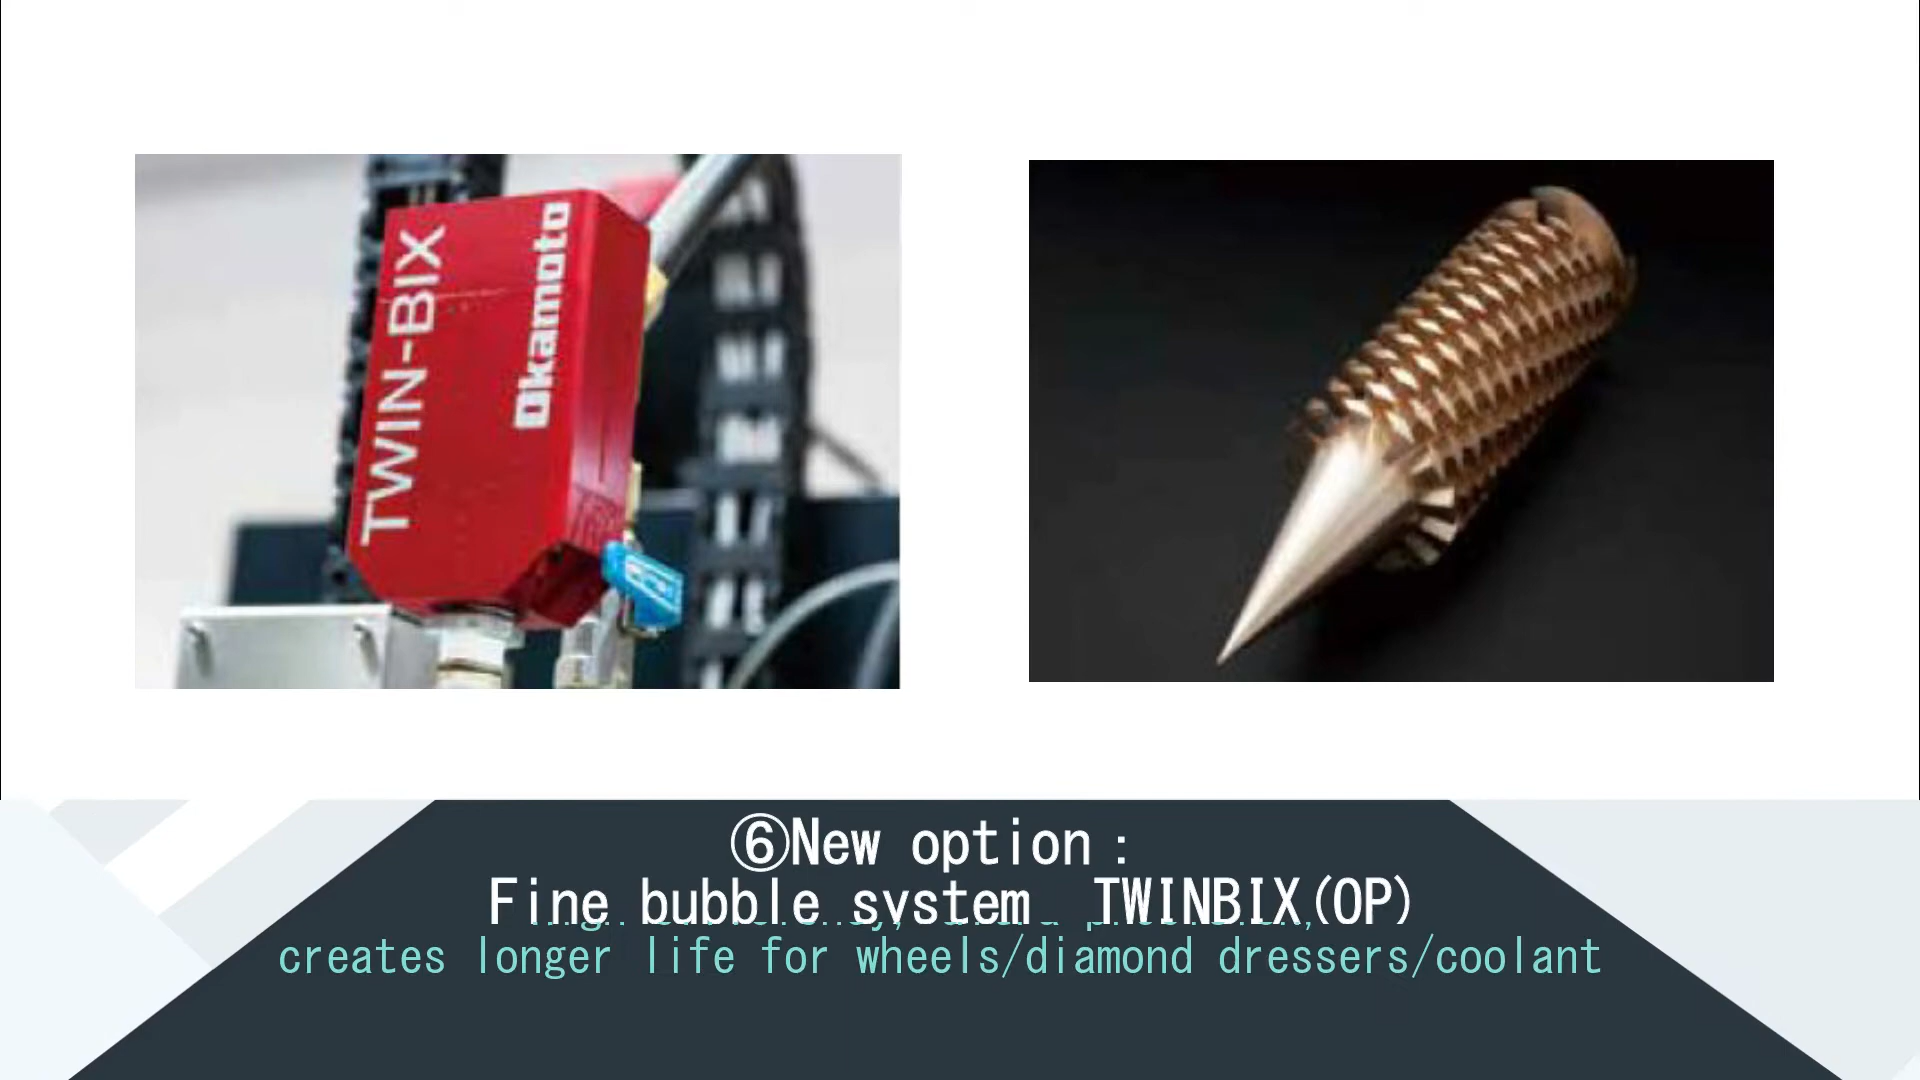 TWIN-BIX
Okamoto
⑥New option：
Fine bubble system　TWINBIX(OP)
creates longer life for wheels/diamond dressers/coolant